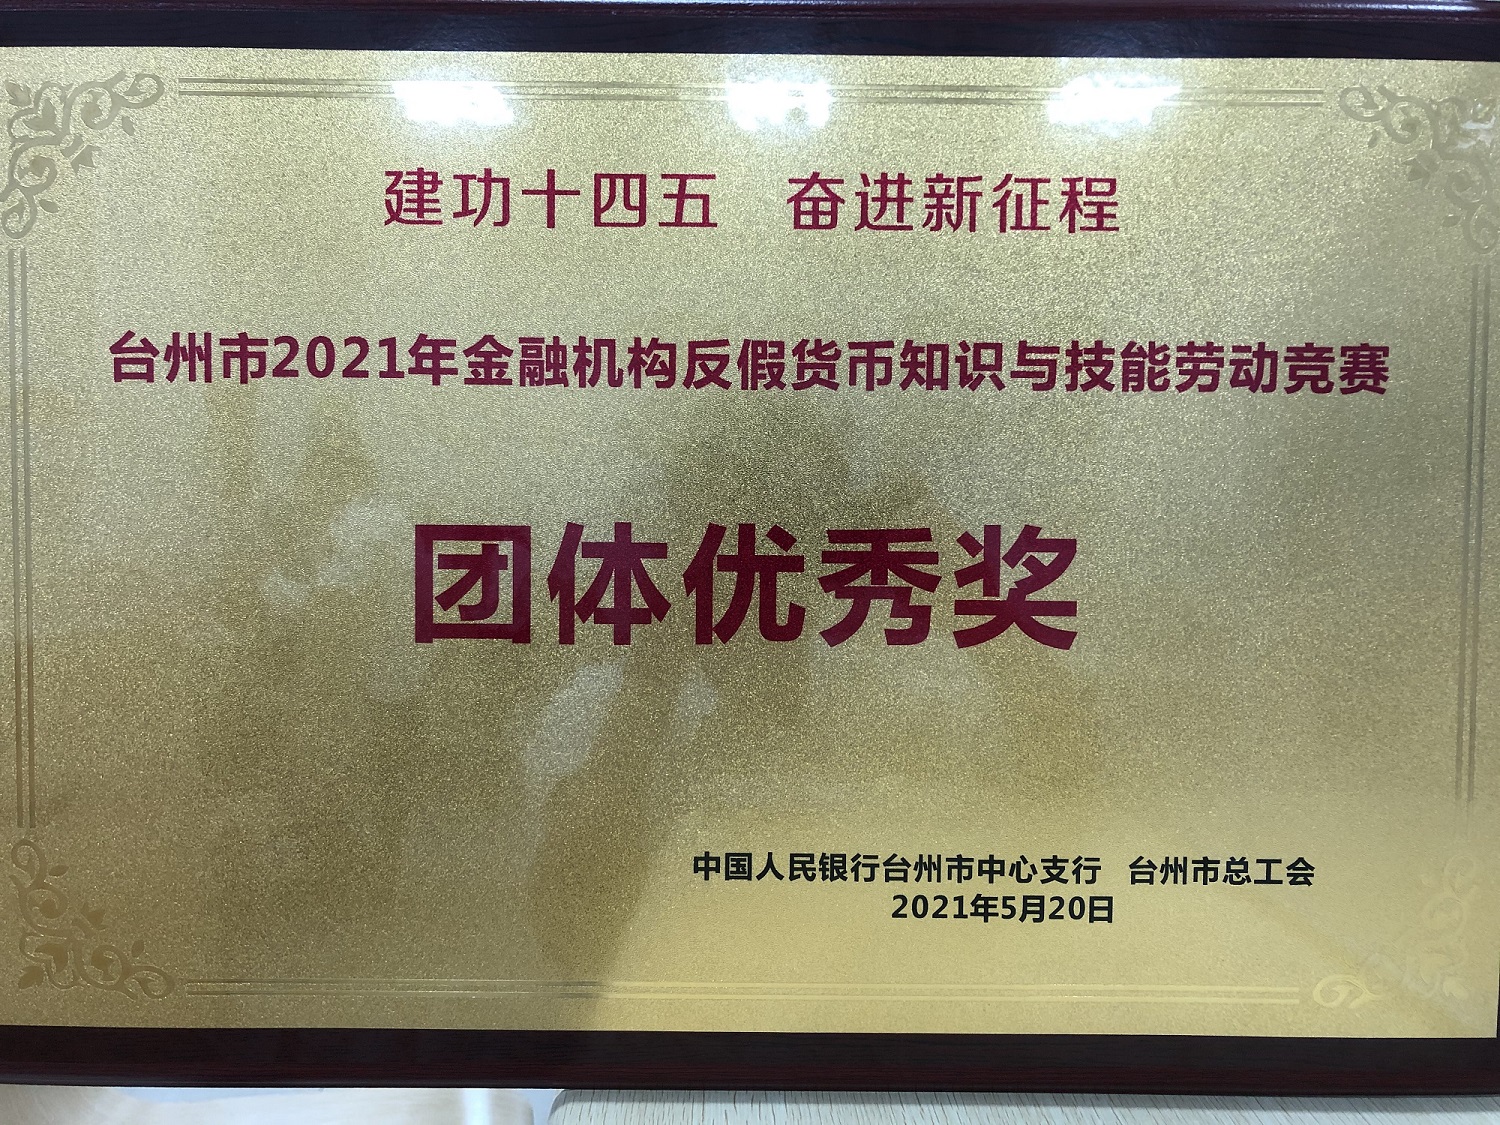 建功十四五 奋进新征程
台州市2021年金融机构反假货币知识与技能劳动竞赛
团体优秀奖
中国人民银行台州市中心支行 台州市总工会
2021年5月20日